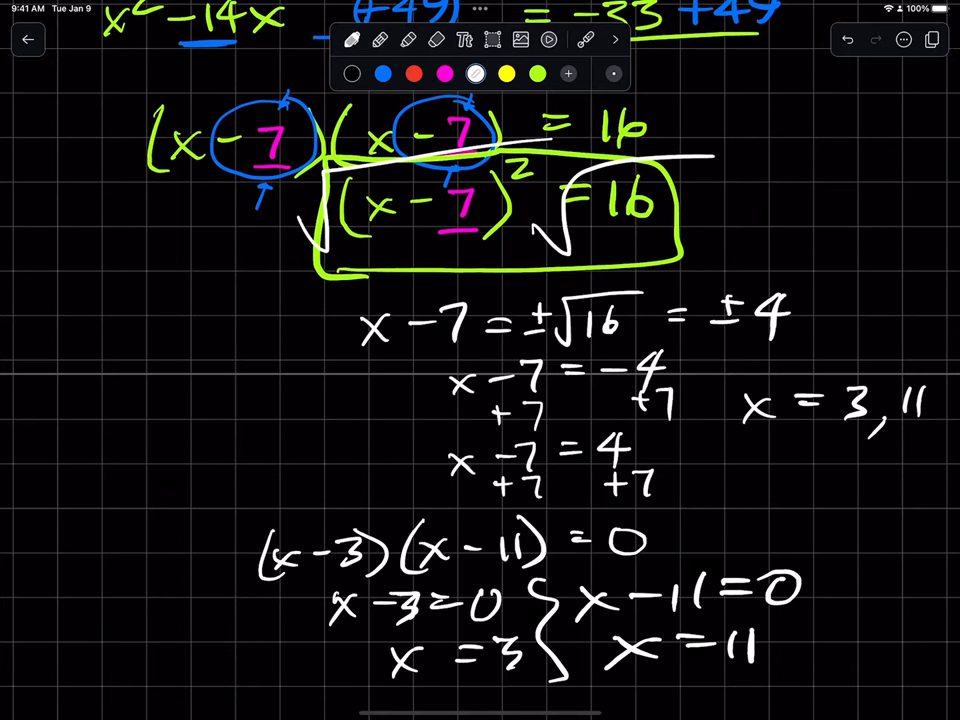 9:41 AM Tue Jan 9 100%
x² -14x (+49) = -33 +49
Tt
(x - 7)(x - 7) = 16
√(x - 7)² = √16
x - 7 = ±√16 = ±4
x - 7 = -4
+7 +7
x = 3, 11
x - 7 = 4
+7 +7
(x - 3)(x - 11) = 0
x - 3 = 0 } x - 11 = 0
x = 3 } x = 11